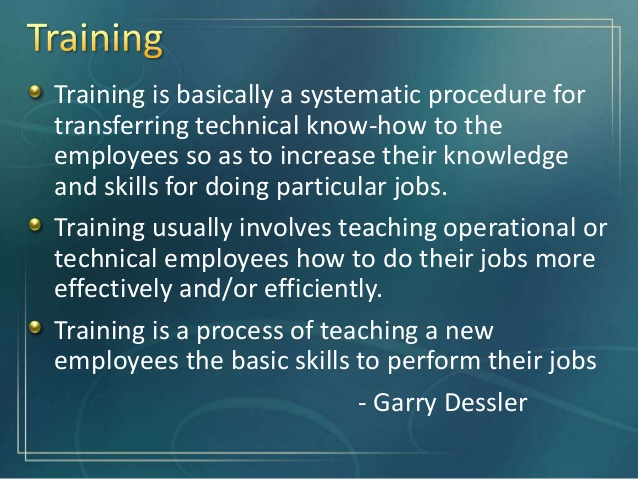 Training
Training is basically a systematic procedure for
transferring technical know-how to the
employees so as to increase their knowledge
and skills for doing particular jobs.
Training usually involves teaching operational or
technical employees how to do their jobs more
effectively and/or efficiently.
Training is a process of teaching a new
employees the basic skills to perform their jobs
- Garry Dessler